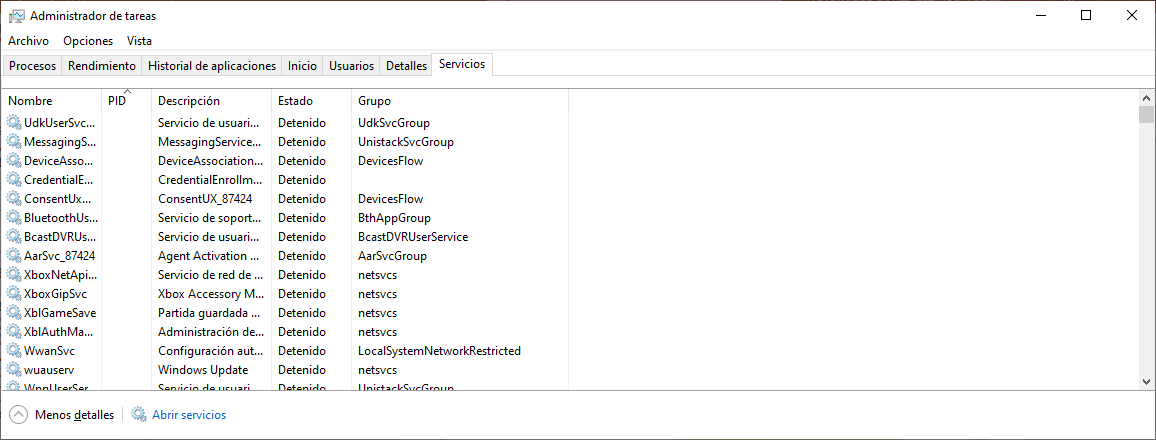 Administrador de tareas
Archivo Opciones Vista
Procesos Rendimiento Historial de aplicaciones Inicio Usuarios Detalles Servicios
Nombre PID Descripción Estado Grupo
UdkUserSvc... Servicio de usuari... Detenido UdkSvcGroup
MessagingS... MessagingService... Detenido UnistackSvcGroup
DeviceAsso... DeviceAssociation... Detenido DevicesFlow
CredentialE... CredentialEnrollm... Detenido
ConsentUx... ConsentUX_87424 Detenido DevicesFlow
BluetoothUs... Servicio de soport... Detenido BthAppGroup
BcastDVRUs... Servicio de usuari... Detenido BcastDVRUserService
AarSvc_87424 Agent Activation ... Detenido AarSvcGroup
XboxNetApi... Servicio de red de ... Detenido netsvcs
XboxGipSvc Xbox Accessory M... Detenido netsvcs
XblGameSave Partida guardada ... Detenido netsvcs
XblAuthMa... Administración de... Detenido netsvcs
WwanSvc Configuración aut... Detenido LocalSystemNetworkRestricted
wuauserv Windows Update Detenido netsvcs
WpnUserSer... Servicio de usuari... Detenido UnistackSvcGroup
Menos detalles Abrir servicios